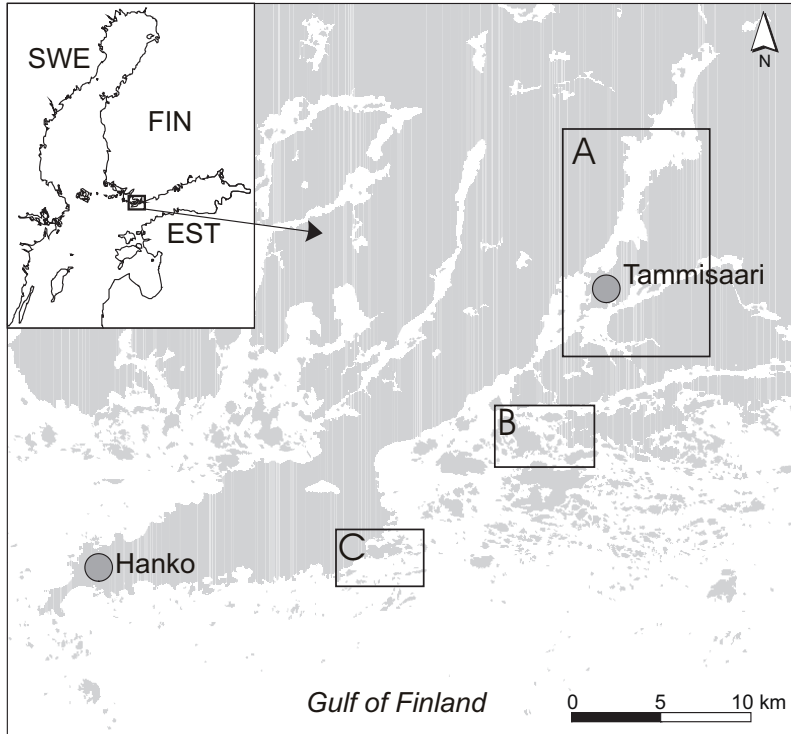 SWE
FIN
EST
N
A
Tammisaari
B
C
Hanko
Gulf of Finland
0 5 10 km